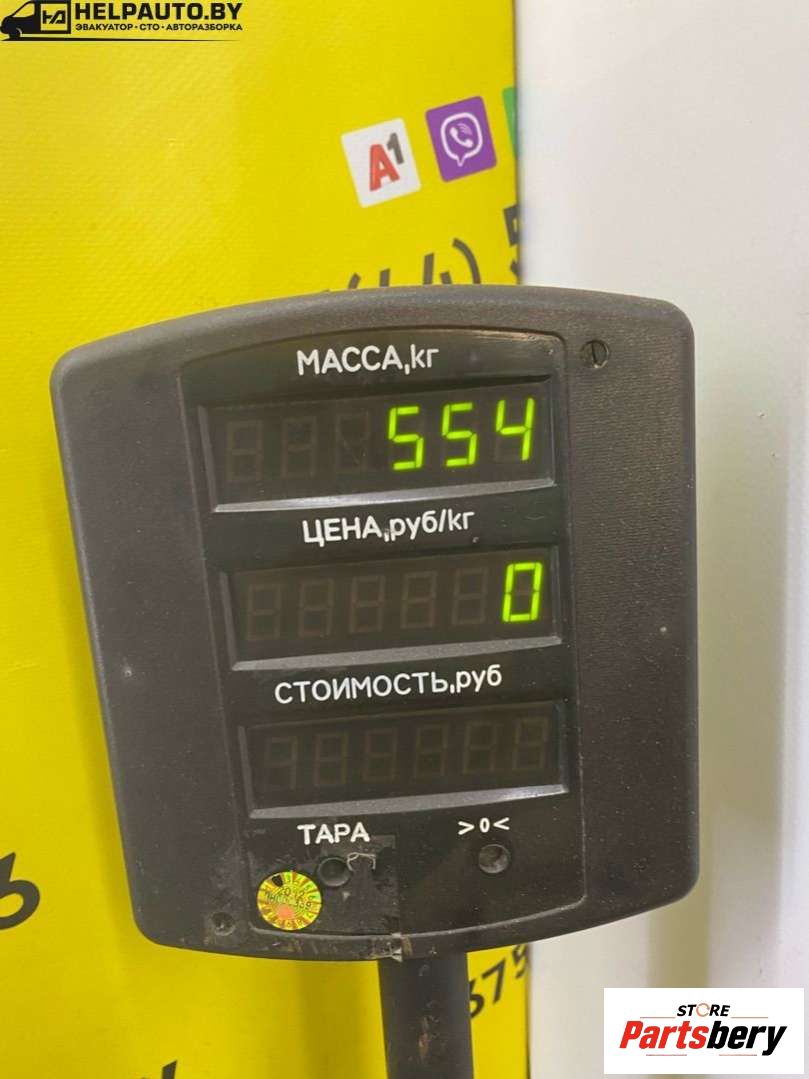 HELPAUTO.BY
ЭВАКУАТОР • СТО • АВТОРАЗБОРКА
A1
МАССА,кг
554
ЦЕНА,руб/кг
0
СТОИМОСТЬ,руб
ТАРА
>0<
675
STORE
Partsbery